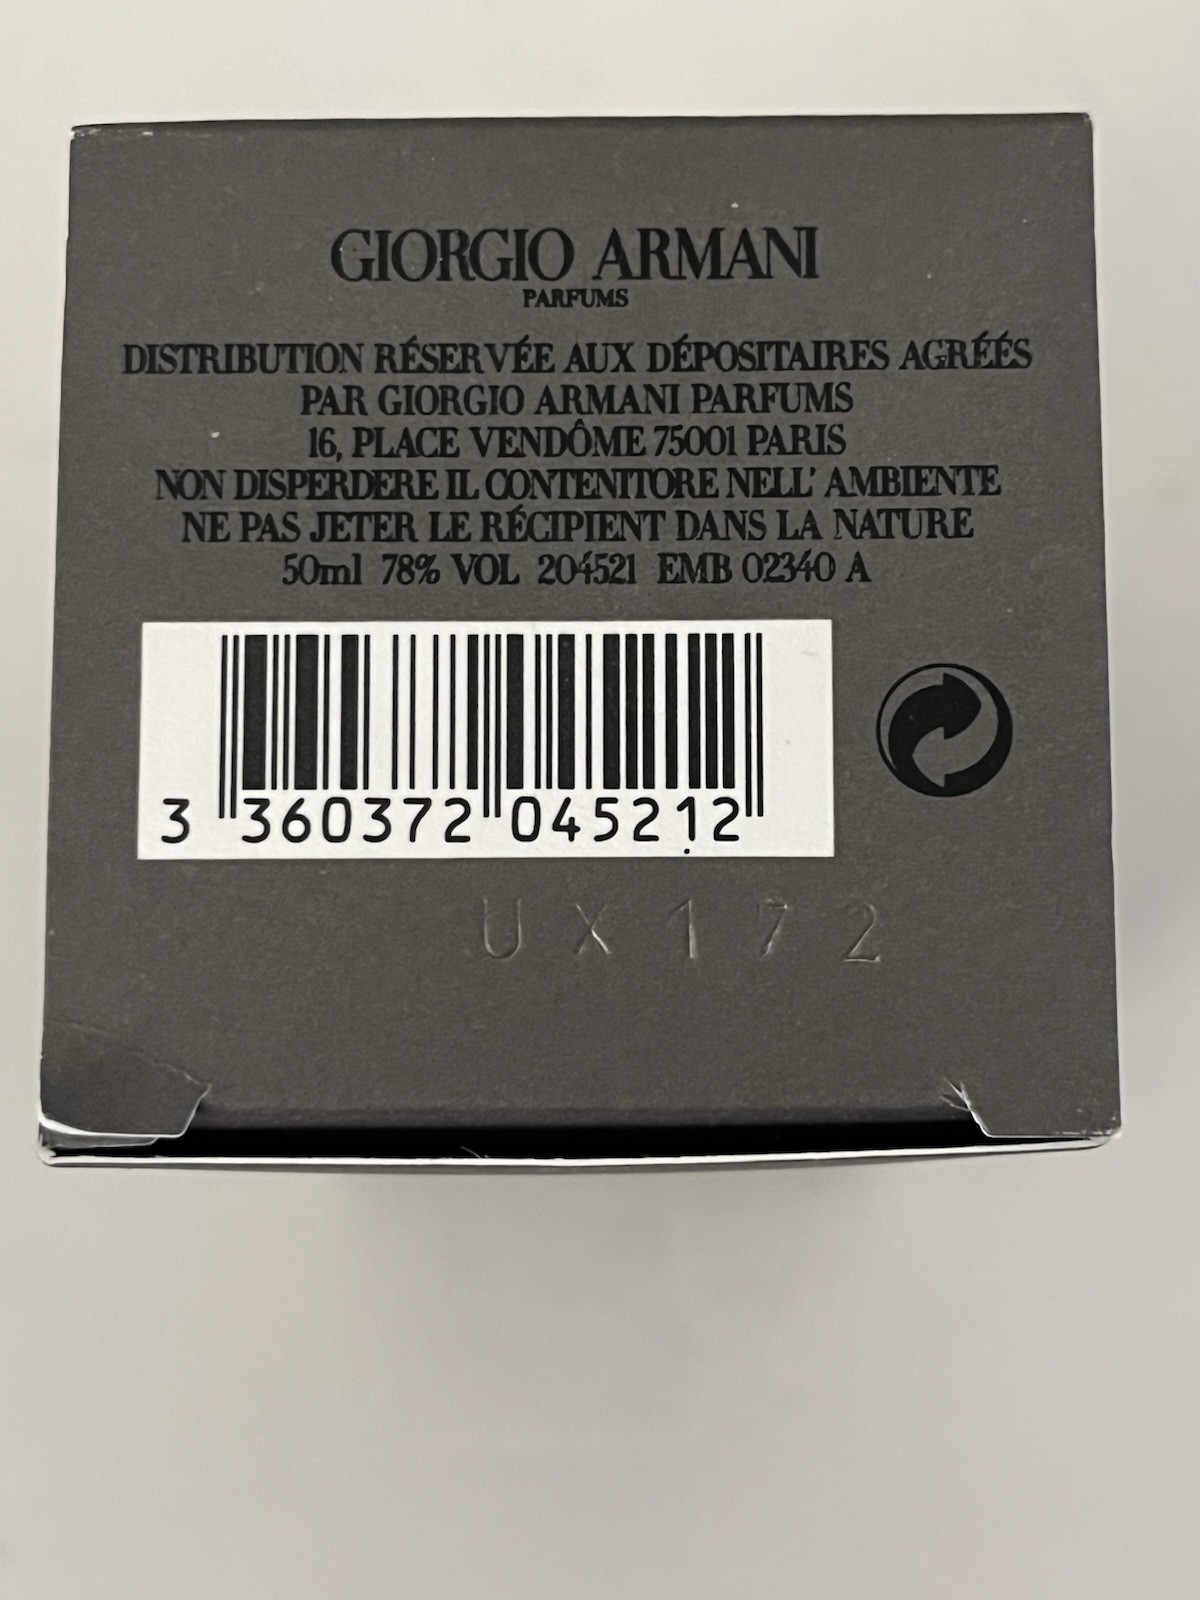 GIORGIO ARMANI
PARFUMS
DISTRIBUTION RÉSERVÉE AUX DÉPOSITAIRES AGRÉÉS
PAR GIORGIO ARMANI PARFUMS
16, PLACE VENDÔME 75001 PARIS
NON DISPERDERE IL CONTENITORE NELL' AMBIENTE
NE PAS JETER LE RÉCIPIENT DANS LA NATURE
50ml 78% VOL 204521 EMB 02340 A
3 360372 045212
UX172